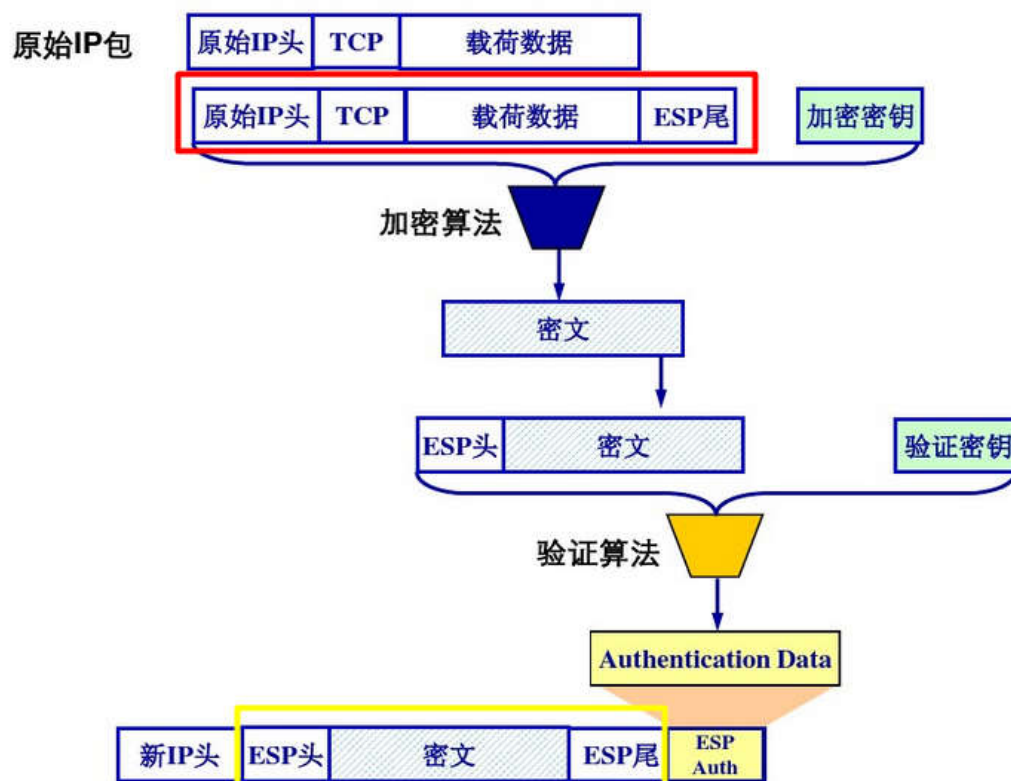 原始IP包
原始IP头 TCP 载荷数据
原始IP头 TCP 载荷数据 ESP尾 加密密钥
加密算法
密文
ESP头 密文 验证密钥
验证算法
Authentication Data
新IP头 ESP头 密文 ESP尾 ESP
Auth